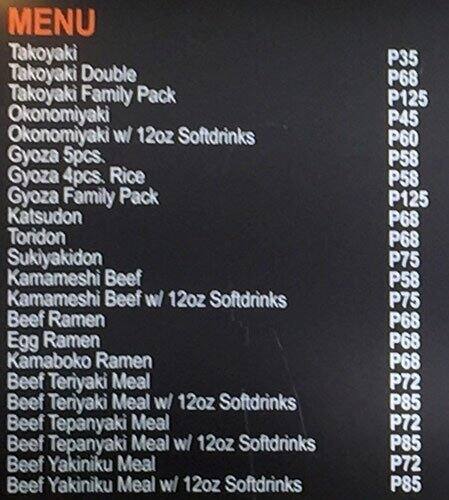 MENU
Takoyaki P35
Takoyaki Double P68
Takoyaki Family Pack P125
Okonomiyaki P45
Okonomiyaki w/ 12oz Softdrinks P60
Gyoza 5pcs. P58
Gyoza 4pcs. Rice P58
Gyoza Family Pack P125
Katsudon P68
Toridon P68
Sukiyakidon P75
Kamameshi Beef P58
Kamameshi Beef w/ 12oz Softdrinks P75
Beef Ramen P68
Egg Ramen P68
Kamaboko Ramen P68
Beef Teriyaki Meal P72
Beef Teriyaki Meal w/ 12oz Softdrinks P85
Beef Tepanyaki Meal P72
Beef Tepanyaki Meal w/ 12oz Softdrinks P85
Beef Yakiniku Meal P72
Beef Yakiniku Meal w/ 12oz Softdrinks P85